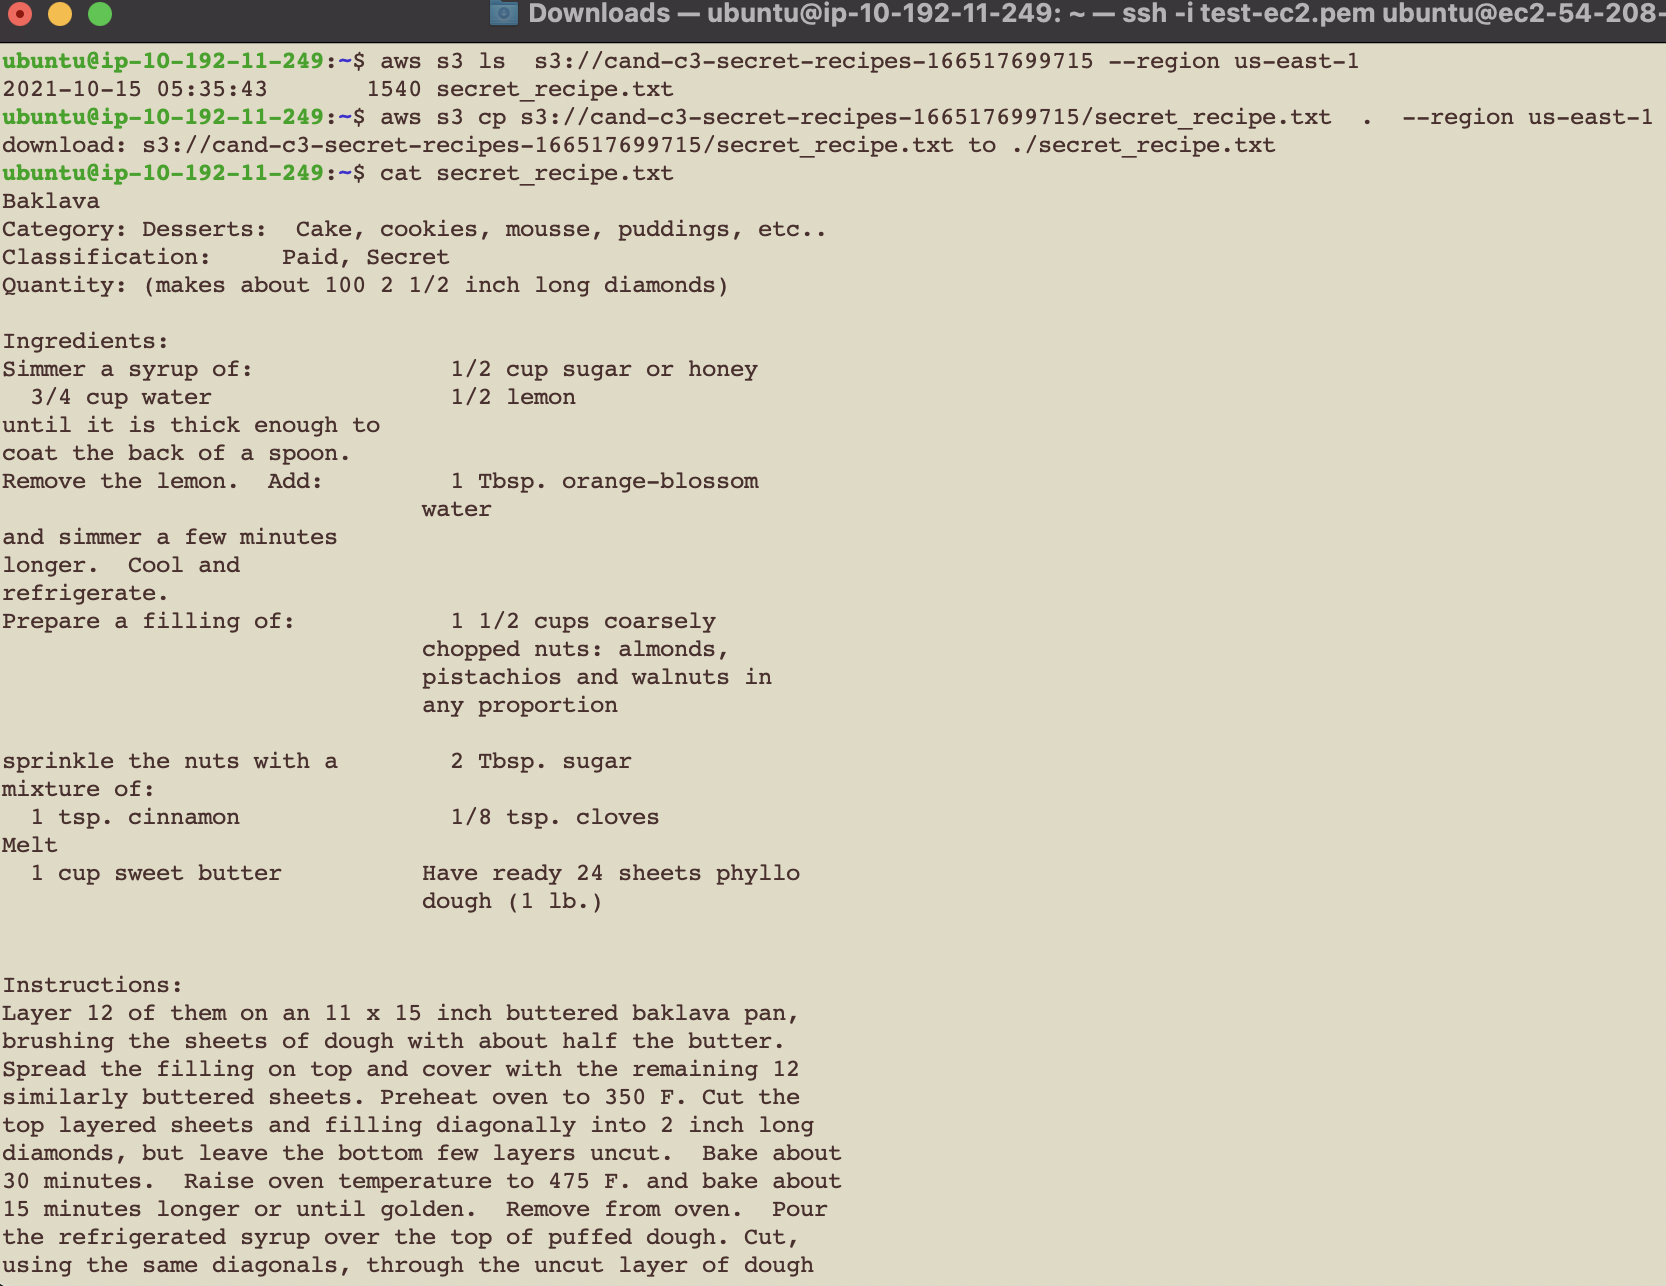 Downloads — ubuntu@ip-10-192-11-249: ~ — ssh -i test-ec2.pem ubuntu@ec2-54-208-
ubuntu@ip-10-192-11-249:~$ aws s3 ls  s3://cand-c3-secret-recipes-166517699715 --region us-east-1
2021-10-15 05:35:43       1540 secret_recipe.txt
ubuntu@ip-10-192-11-249:~$ aws s3 cp s3://cand-c3-secret-recipes-166517699715/secret_recipe.txt  .  --region us-east-1
download: s3://cand-c3-secret-recipes-166517699715/secret_recipe.txt to ./secret_recipe.txt
ubuntu@ip-10-192-11-249:~$ cat secret_recipe.txt
Baklava
Category: Desserts:  Cake, cookies, mousse, puddings, etc..
Classification:     Paid, Secret
Quantity: (makes about 100 2 1/2 inch long diamonds)
Ingredients:
Simmer a syrup of:              1/2 cup sugar or honey
  3/4 cup water                 1/2 lemon
until it is thick enough to
coat the back of a spoon.
Remove the lemon.  Add:         1 Tbsp. orange-blossom
                              water
and simmer a few minutes
longer.  Cool and
refrigerate.
Prepare a filling of:           1 1/2 cups coarsely
                              chopped nuts: almonds,
                              pistachios and walnuts in
                              any proportion
sprinkle the nuts with a        2 Tbsp. sugar
mixture of:
  1 tsp. cinnamon               1/8 tsp. cloves
Melt
  1 cup sweet butter          Have ready 24 sheets phyllo
                              dough (1 lb.)
Instructions:
Layer 12 of them on an 11 x 15 inch buttered baklava pan,
brushing the sheets of dough with about half the butter.
Spread the filling on top and cover with the remaining 12
similarly buttered sheets. Preheat oven to 350 F. Cut the
top layered sheets and filling diagonally into 2 inch long
diamonds, but leave the bottom few layers uncut.  Bake about
30 minutes.  Raise oven temperature to 475 F. and bake about
15 minutes longer or until golden.  Remove from oven.  Pour
the refrigerated syrup over the top of puffed dough. Cut,
using the same diagonals, through the uncut layer of dough